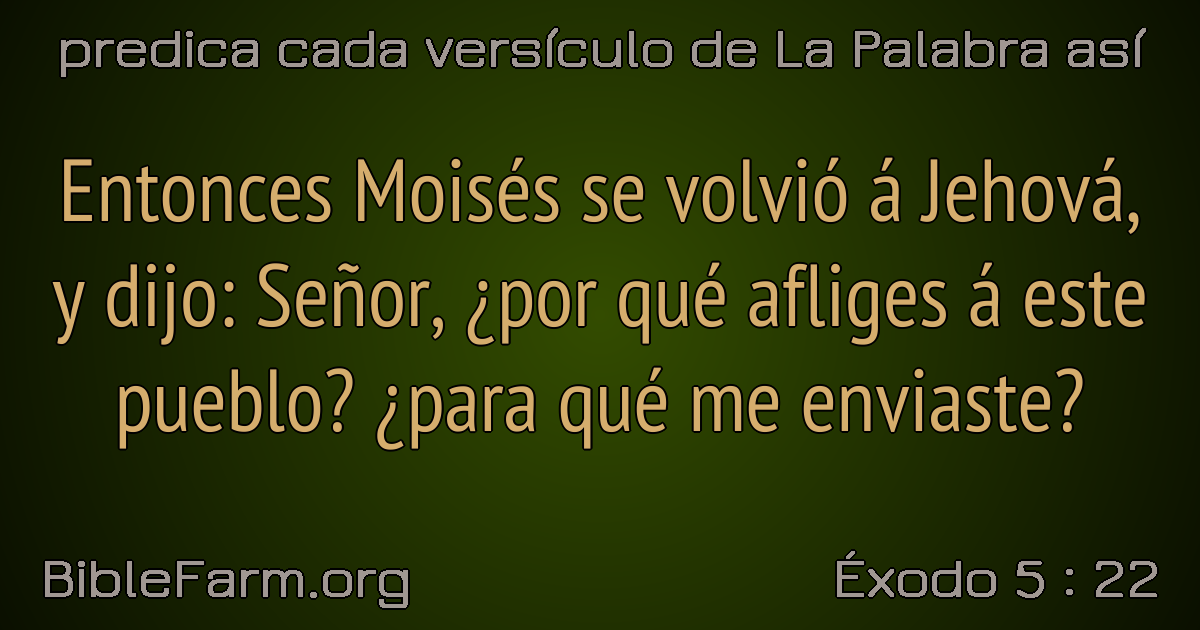 predica cada versículo de La Palabra así
Entonces Moisés se volvió á Jehová,
y dijo: Señor, ¿por qué afliges á este
pueblo? ¿para qué me enviaste?
BibleFarm.org
Éxodo 5 : 22